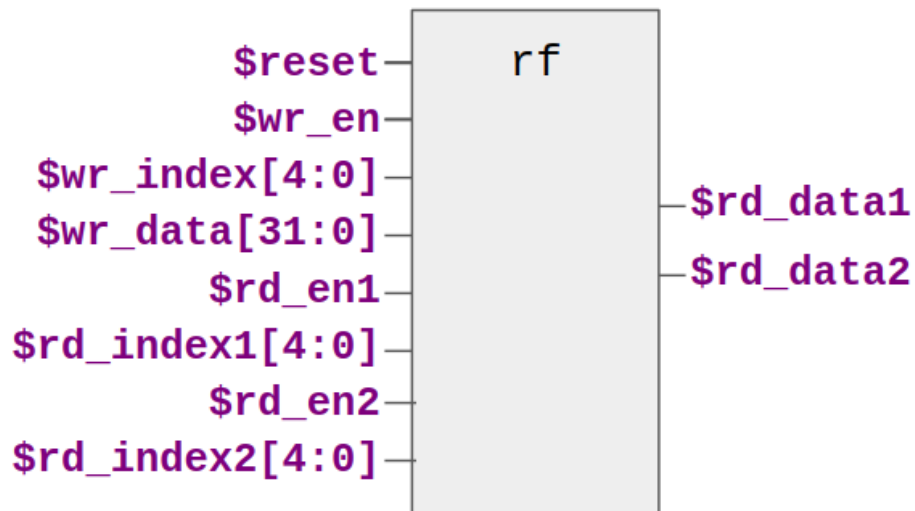 $reset
rf
$wr_en
$wr_index[4:0]
$wr_data[31:0]
$rd_en1
$rd_index1[4:0]
$rd_en2
$rd_index2[4:0]
$rd_data1
$rd_data2